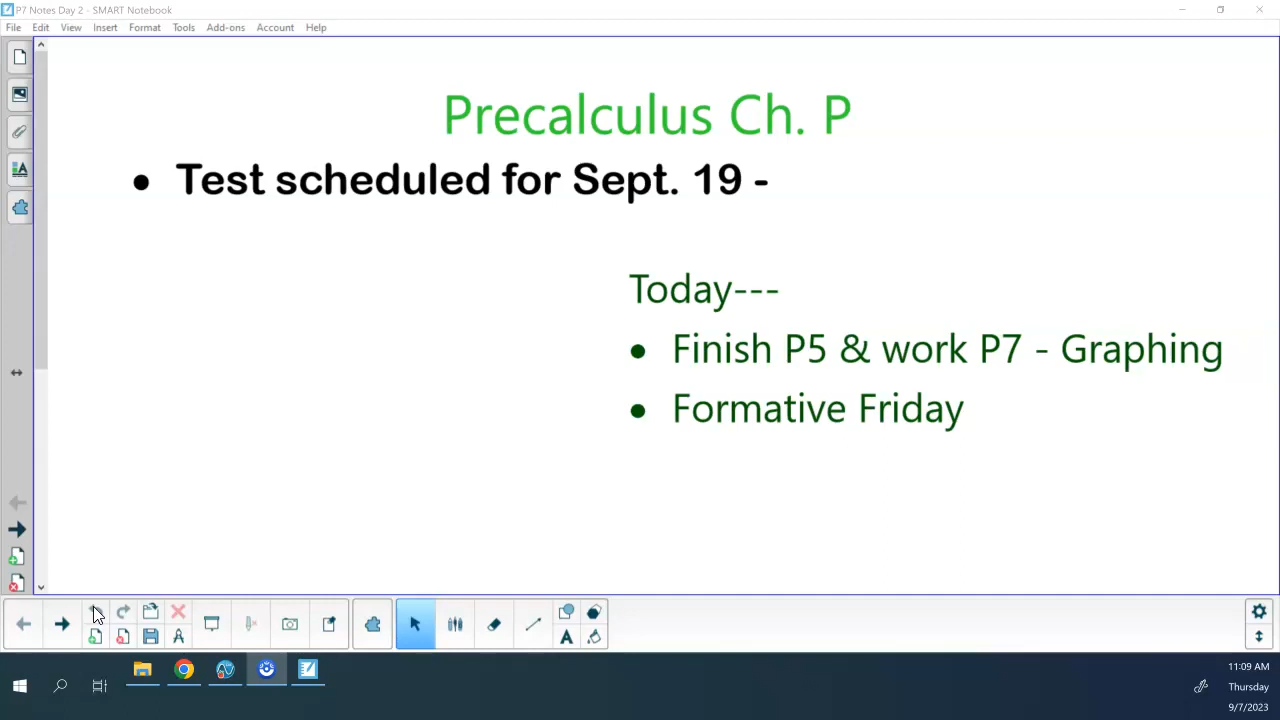 P7 Notes Day 2 - SMART Notebook
File Edit View Insert Format Tools Add-ons Account Help
Precalculus Ch. P
• Test scheduled for Sept. 19 -
Today---
• Finish P5 & work P7 - Graphing
• Formative Friday
11:09 AM
Thursday
9/7/2023